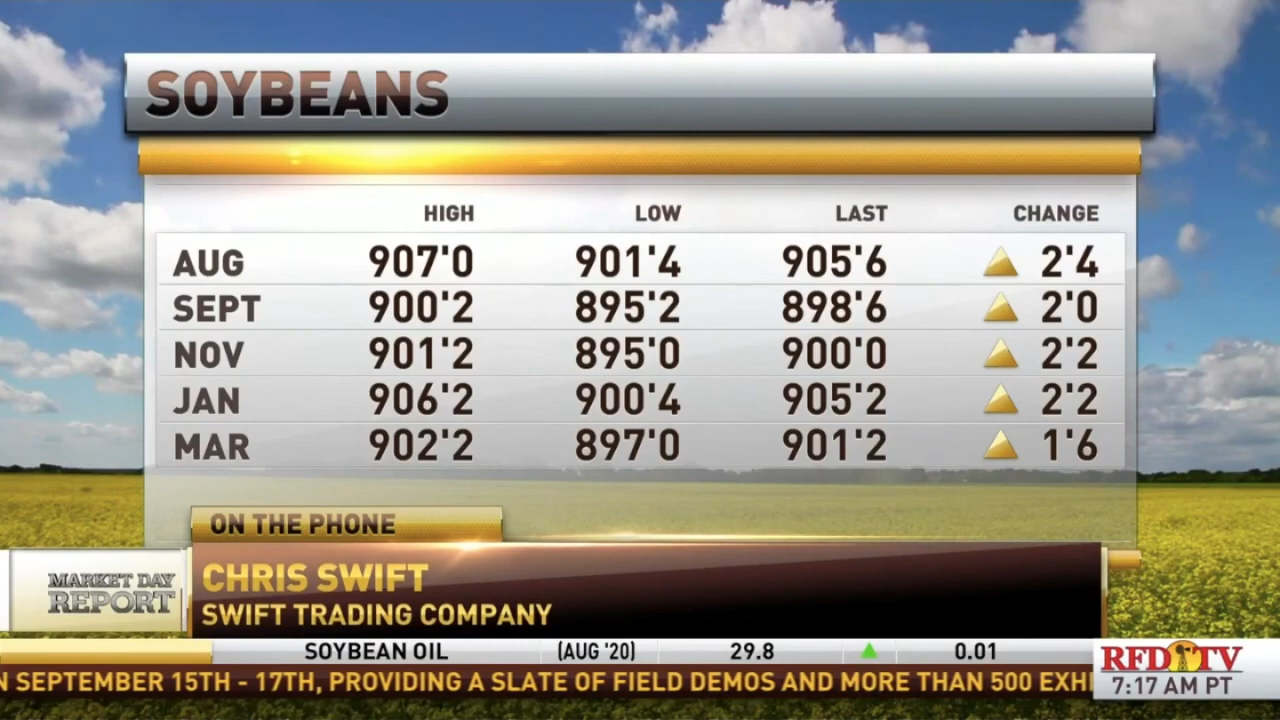 SOYBEANS
HIGH LOW LAST CHANGE
AUG 907'0 901'4 905'6 2'4
SEPT 900'2 895'2 898'6 2'0
NOV 901'2 895'0 900'0 2'2
JAN 906'2 900'4 905'2 2'2
MAR 902'2 897'0 901'2 1'6
ON THE PHONE
MARKET DAY
REPORT
CHRIS SWIFT
SWIFT TRADING COMPANY
SOYBEAN OIL (AUG '20) 29.8 0.01
RFD TV
N SEPTEMBER 15TH - 17TH, PROVIDING A SLATE OF FIELD DEMOS AND MORE THAN 500 EXHI
7:17 AM PT